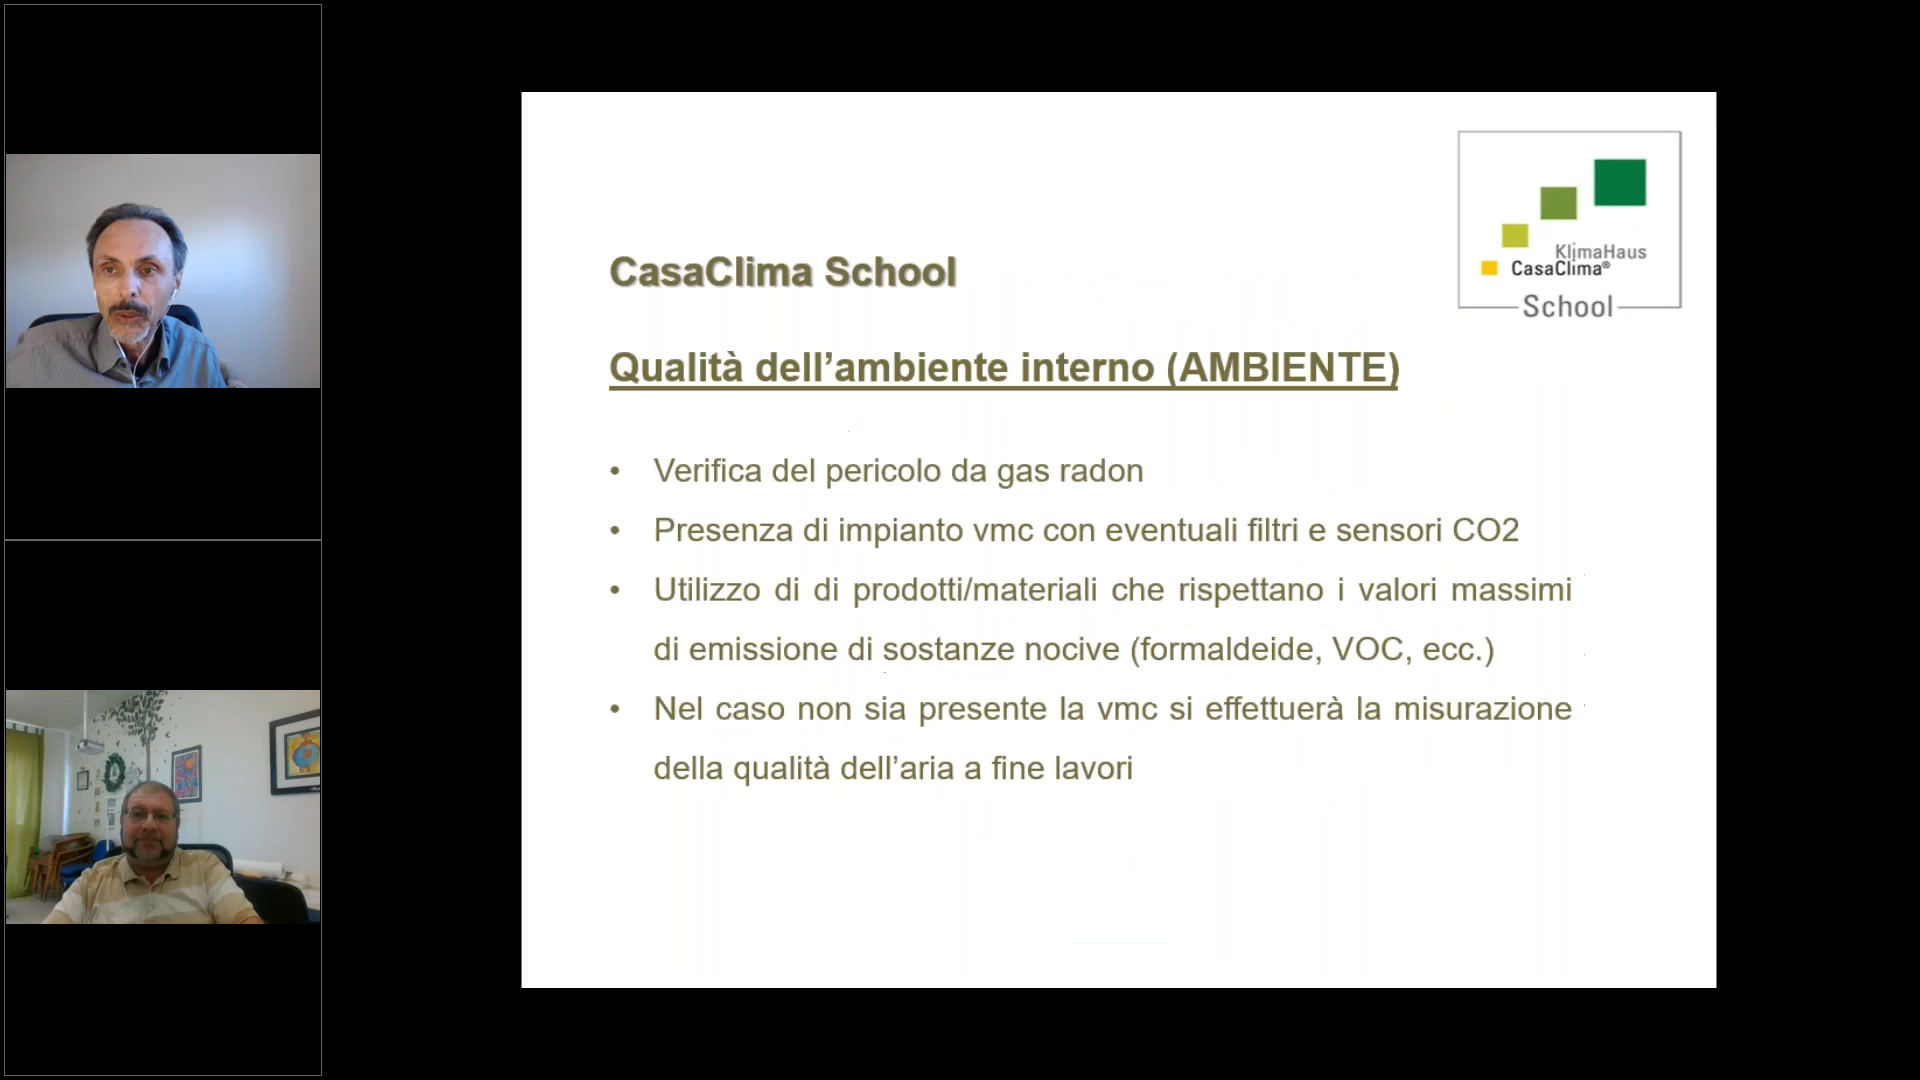 KlimaHaus
CasaClima®
School
CasaClima School
Qualità dell’ambiente interno (AMBIENTE)
• Verifica del pericolo da gas radon
• Presenza di impianto vmc con eventuali filtri e sensori CO2
• Utilizzo di di prodotti/materiali che rispettano i valori massimi
di emissione di sostanze nocive (formaldeide, VOC, ecc.)
• Nel caso non sia presente la vmc si effettuerà la misurazione
della qualità dell’aria a fine lavori